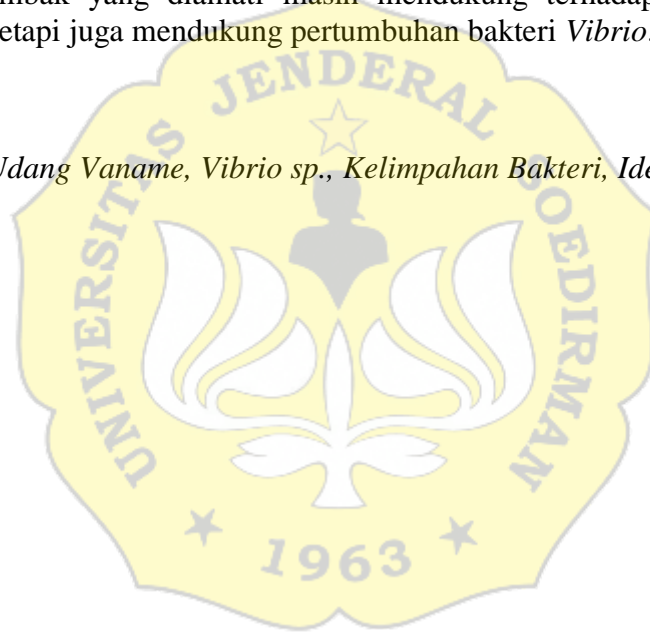 mbak yang diamati masih mendukung terhadap
etapi juga mendukung pertumbuhan bakteri Vibrio.
Udang Vaname, Vibrio sp., Kelimpahan Bakteri, Ide
UNIVERSITAS JENDERAL SOEDIRMAN
1963